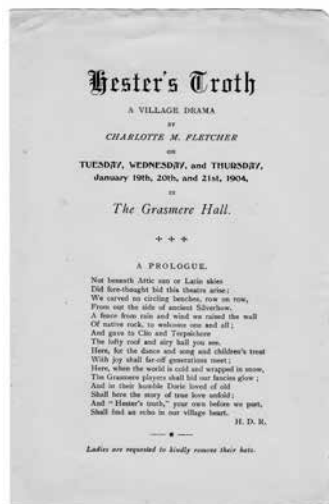 Hester's Troth
A VILLAGE DRAMA
BY
CHARLOTTE M. FLETCHER
ON
TUESDAY, WEDNESDAY, and THURSDAY,
January 19th, 20th, and 21st, 1904,
IN
The Grasmere Hall.
A PROLOGUE.
Not beneath Attic sun or Latin skies
Did fore-thought bid this theatre arise;
We carved no circling benches, row on row,
From out the side of ancient Silverhow.
A fence from rain and wind we raised the wall
Of native rock, to welcome one and all;
And gave to Clio and Terpsichore
The lofty roof and airy hall you see.
Here, for the dance and song and children's treat
With joy shall far-off generations meet;
Here, when the world is cold and wrapped in snow,
The Grasmere players shall bid our fancies glow;
And in their humble Doric loved of old
Shall here the story of true love unfold;
And "Hester's troth," your own before we part,
Shall find an echo in our village heart.
H. D. R.
Ladies are requested to kindly remove their hats.